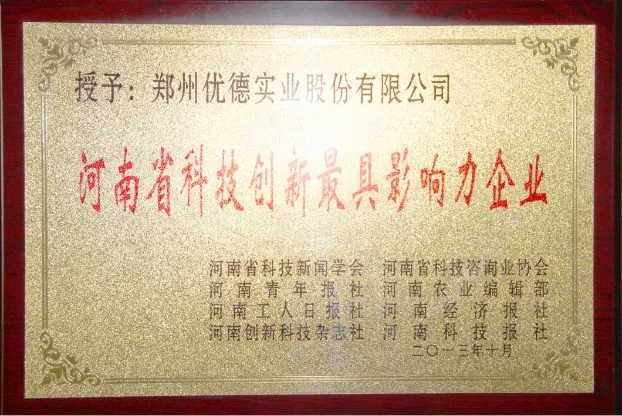 授予：郑州优德实业股份有限公司
河南省科技创新最具影响力企业
河南省科技新闻学会 河南省科技咨询业协会
河南青年报社 河南农业编辑部
河南工人日报社 河南经济报社
河南创新科技杂志社 河南科技报社
二〇一三年十月